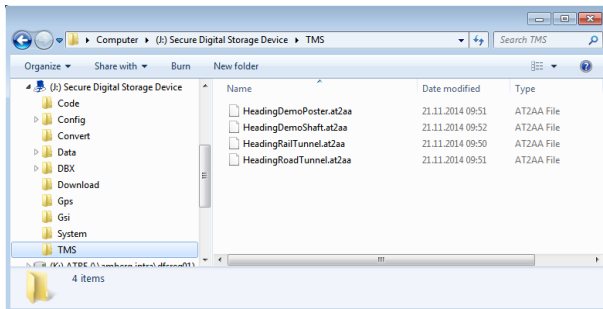 Computer ▸ (J:) Secure Digital Storage Device ▸ TMS
Search TMS
Organize ▾ Share with ▾ Burn New folder
(J:) Secure Digital Storage Device
Code
Config
Convert
Data
DBX
Download
Gps
Gsi
System
TMS
Name Date modified Type
HeadingDemoPoster.at2aa 21.11.2014 09:51 AT2AA File
HeadingDemoShaft.at2aa 21.11.2014 09:52 AT2AA File
HeadingRailTunnel.at2aa 21.11.2014 09:50 AT2AA File
HeadingRoadTunnel.at2aa 21.11.2014 09:51 AT2AA File
4 items